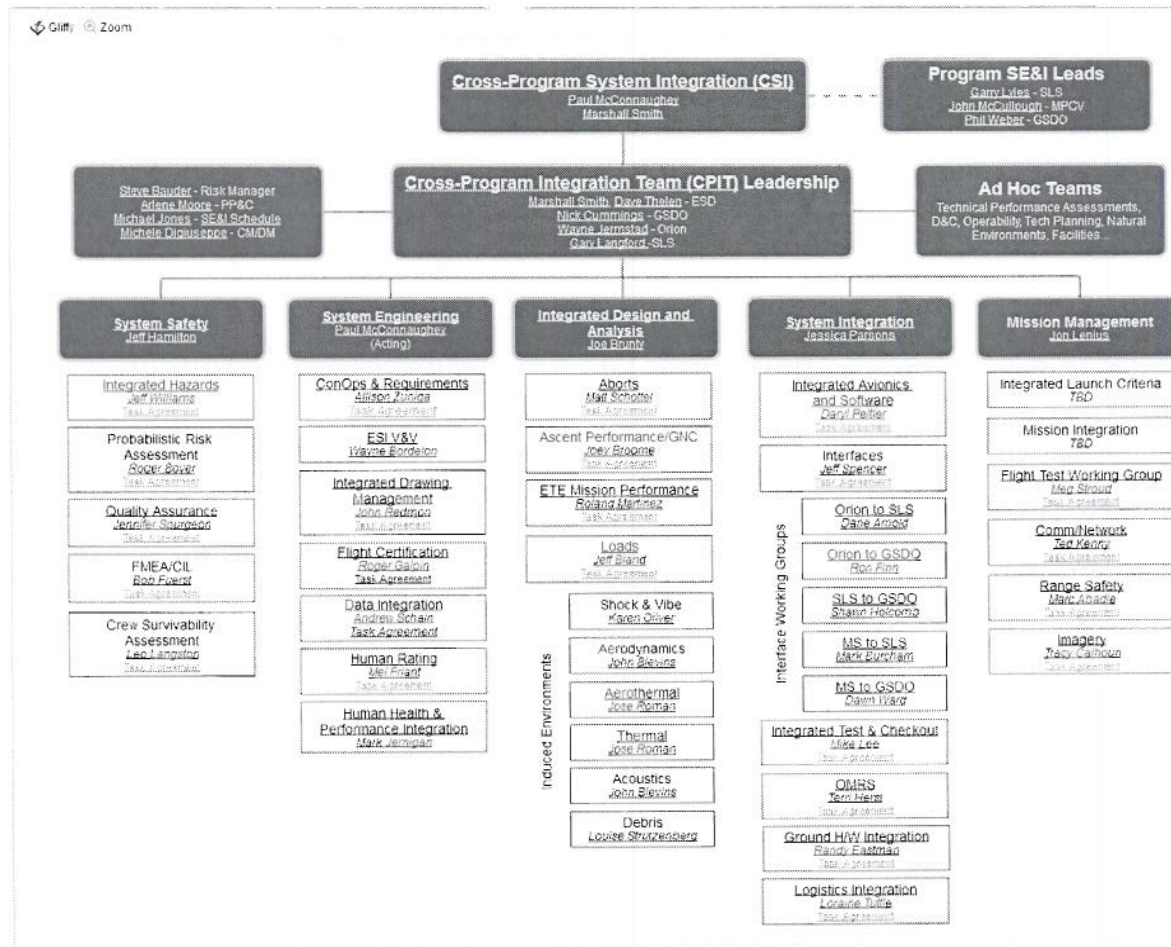 Gliffy Zoom
Cross-Program System Integration (CSI)
Paul McConnaughey
Marshall Smith
Program SE&I Leads
Garry Lyles - SLS
John McCullough - MPCV
Phil Weber - GSDO
Steve Bauder - Risk Manager
Arlene Moore - PP&C
Michael Jones - SE&I Schedule
Michele Digiuseppe - CM/DM
Cross-Program Integration Team (CPIT) Leadership
Marshall Smith, Dave Thelen - ESD
Nick Cummings - GSDO
Wayne Jermstad - Orion
Gary Langford - SLS
Ad Hoc Teams
Technical Performance Assessments,
D&C, Operability, Tech Planning, Natural
Environments, Facilities...
System Safety
Jeff Hamilton
Integrated Hazards
Jeff Williams
Task Agreement
Probabilistic Risk
Assessment
Roger Boyer
Task Agreement
Quality Assurance
Jennifer Spurgeon
Task Agreement
FMEA/CIL
Bob Fuerst
Task Agreement
Crew Survivability
Assessment
Leo Langston
Task Agreement
System Engineering
Paul McConnaughey
(Acting)
ConOps & Requirements
Allison Zuniga
Task Agreement
ESI V&V
Wayne Bordelon
Integrated Drawing
Management
John Redmon
Task Agreement
Flight Certification
Roger Galpin
Task Agreement
Data Integration
Andrew Schain
Task Agreement
Human Rating
Mel Friant
Task Agreement
Human Health &
Performance Integration
Mark Jernigan
Integrated Design and
Analysis
Joe Brunty
Aborts
Matt Schottel
Task Agreement
Ascent Performance/GNC
Joey Broome
Task Agreement
ETE Mission Performance
Roland Martinez
Task Agreement
Loads
Jeff Bland
Task Agreement
Induced Environments
Shock & Vibe
Karen Oliver
Aerodynamics
John Blevins
Aerothermal
Jose Roman
Thermal
Jose Roman
Acoustics
John Blevins
Debris
Louise Strutzenberg
System Integration
Jessica Parsons
Integrated Avionics
and Software
Daryl Peltier
Task Agreement
Interfaces
Jeff Spencer
Task Agreement
Interface Working Groups
Orion to SLS
Dane Arnold
Orion to GSDO
Ron Finn
SLS to GSDO
Shawn Holcomb
MS to SLS
Mark Burcham
MS to GSDO
Dawn Ward
Integrated Test & Checkout
Mike Lee
Task Agreement
OMRS
Task Agreement
Ground H/W Integration
Randy Eastman
Task Agreement
Logistics Integration
Loraine Tuttle
Task Agreement
Mission Management
Jon Lenius
Integrated Launch Criteria
TBD
Mission Integration
TBD
Flight Test Working Group
Meg Stroud
Task Agreement
Comm/Network
Ted Kenny
Task Agreement
Range Safety
Marc Abadie
Task Agreement
Imagery
Tracy Calhoun
Task Agreement